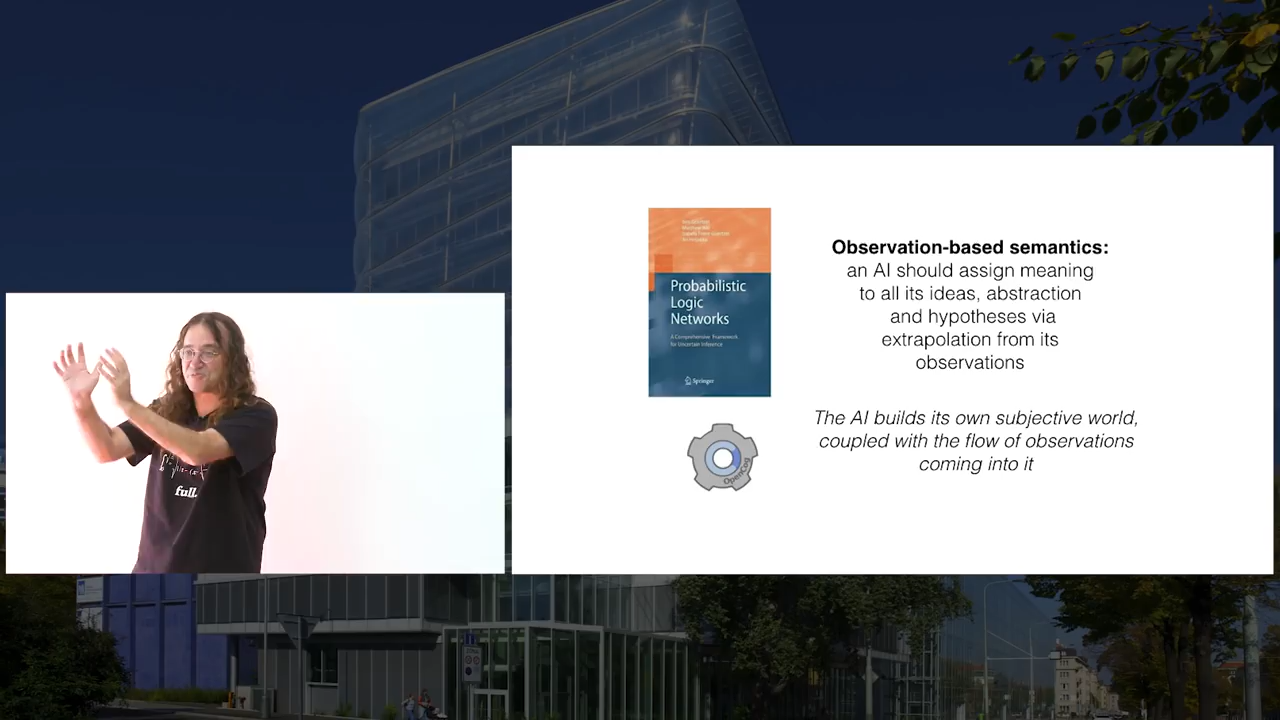 Probabilistic
Logic
Networks
A Comprehensive Framework
for Uncertain Inference
Springer
OpenCog
Observation-based semantics:
an AI should assign meaning
to all its ideas, abstraction
and hypotheses via
extrapolation from its
observations
The AI builds its own subjective world,
coupled with the flow of observations
coming into it
full.